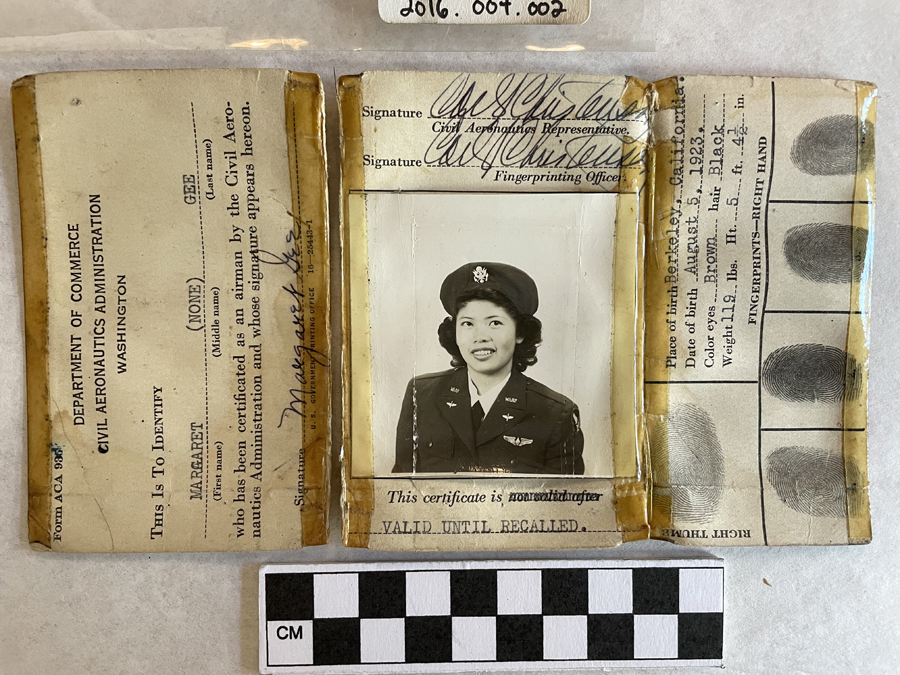 2016.004.002
DEPARTMENT OF COMMERCE
CIVIL AERONAUTICS ADMINISTRATION
WASHINGTON
THIS IS TO IDENTIFY
MARGARET (NONE) GEE
(First name) (Middle name) (Last name)
who has been certificated as an airman by the Civil Aero-
nautics Administration and whose signature appears hereon.
Signature Margaret Gee
U. S. GOVERNMENT PRINTING OFFICE 16—25443-1
Form ACA
Signature
Civil Aeronautics Representative.
Signature
Fingerprinting Officer.
This certificate is not valid after
VALID UNTIL RECALLED.
Place of birth Berkeley, California.
Date of birth August 5, 1923.
Color eyes Brown hair Black
Weight 119 lbs. Ht. 5 ft. 4½ in.
FINGERPRINTS—RIGHT HAND
RIGHT THUMB
CM